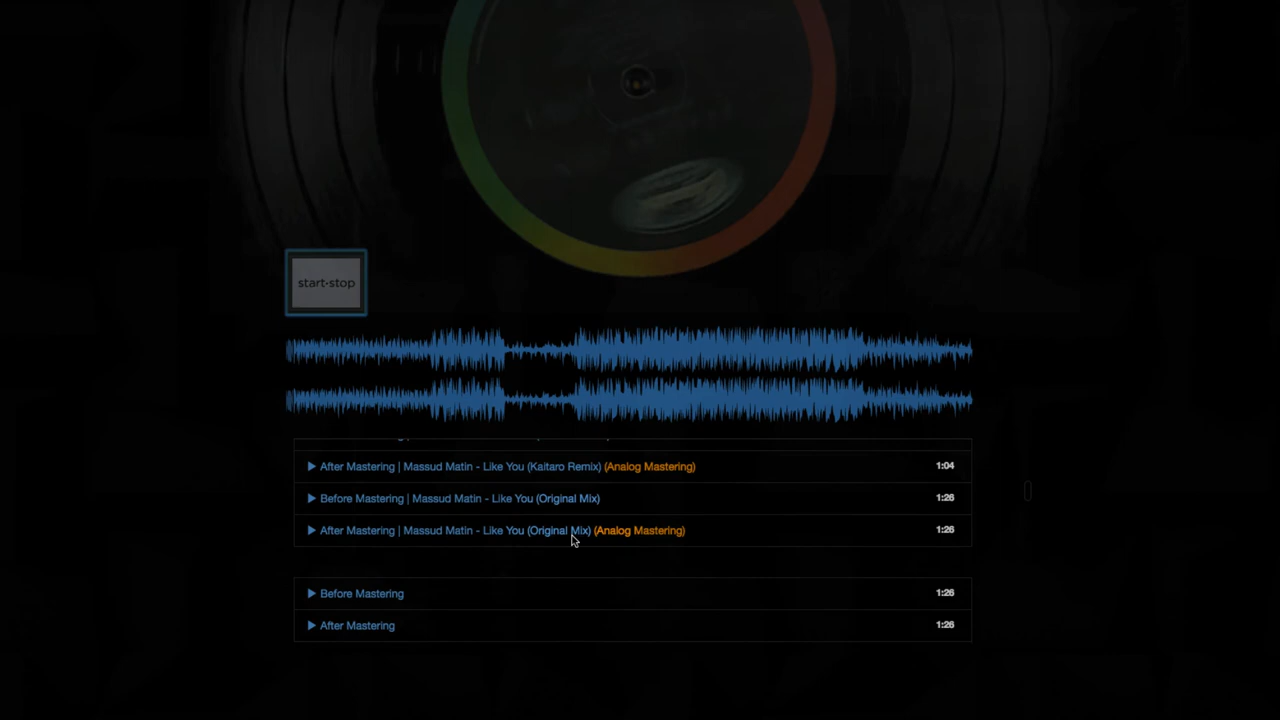 start·stop
▶ After Mastering | Massud Matin - Like You (Kaitaro Remix) (Analog Mastering) 1:04
▶ Before Mastering | Massud Matin - Like You (Original Mix) 1:26
▶ After Mastering | Massud Matin - Like You (Original Mix) (Analog Mastering) 1:26
▶ Before Mastering 1:26
▶ After Mastering 1:26